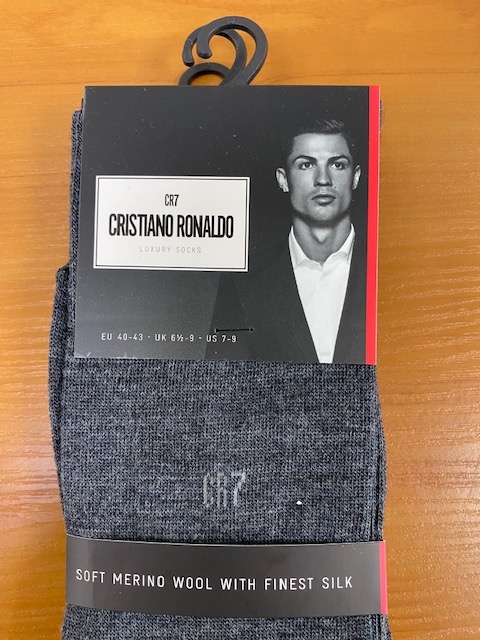 CR7
CRISTIANO RONALDO
LUXURY SOCKS
EU 40-43 - UK 6½-9 - US 7-9
CR7
SOFT MERINO WOOL WITH FINEST SILK